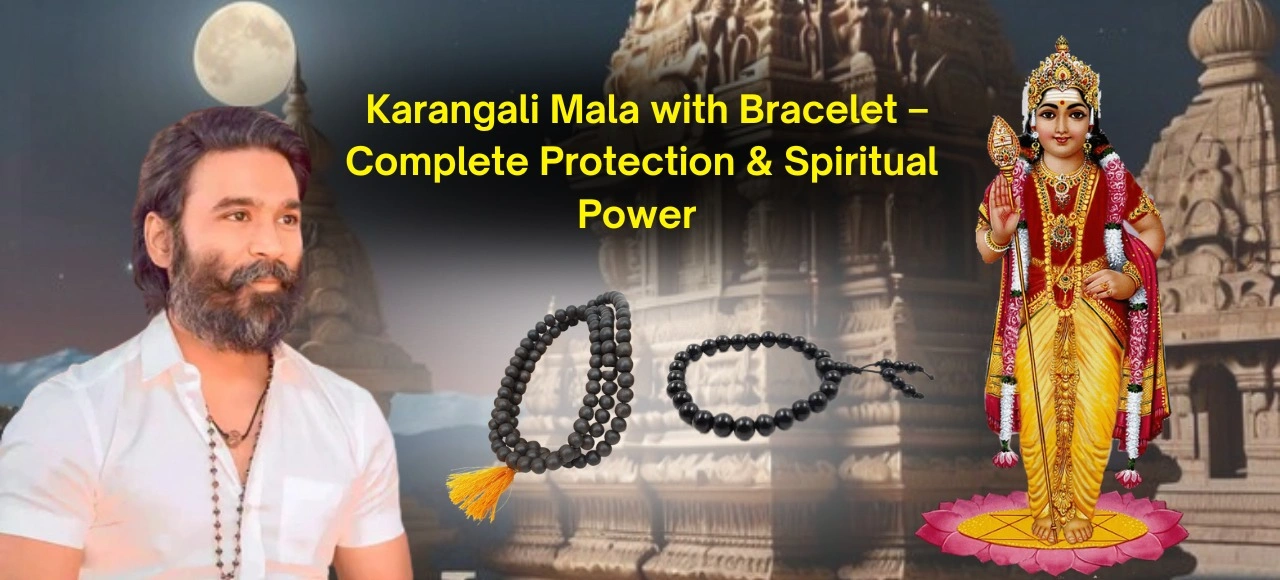 Karangali Mala with Bracelet –
Complete Protection & Spiritual
Power